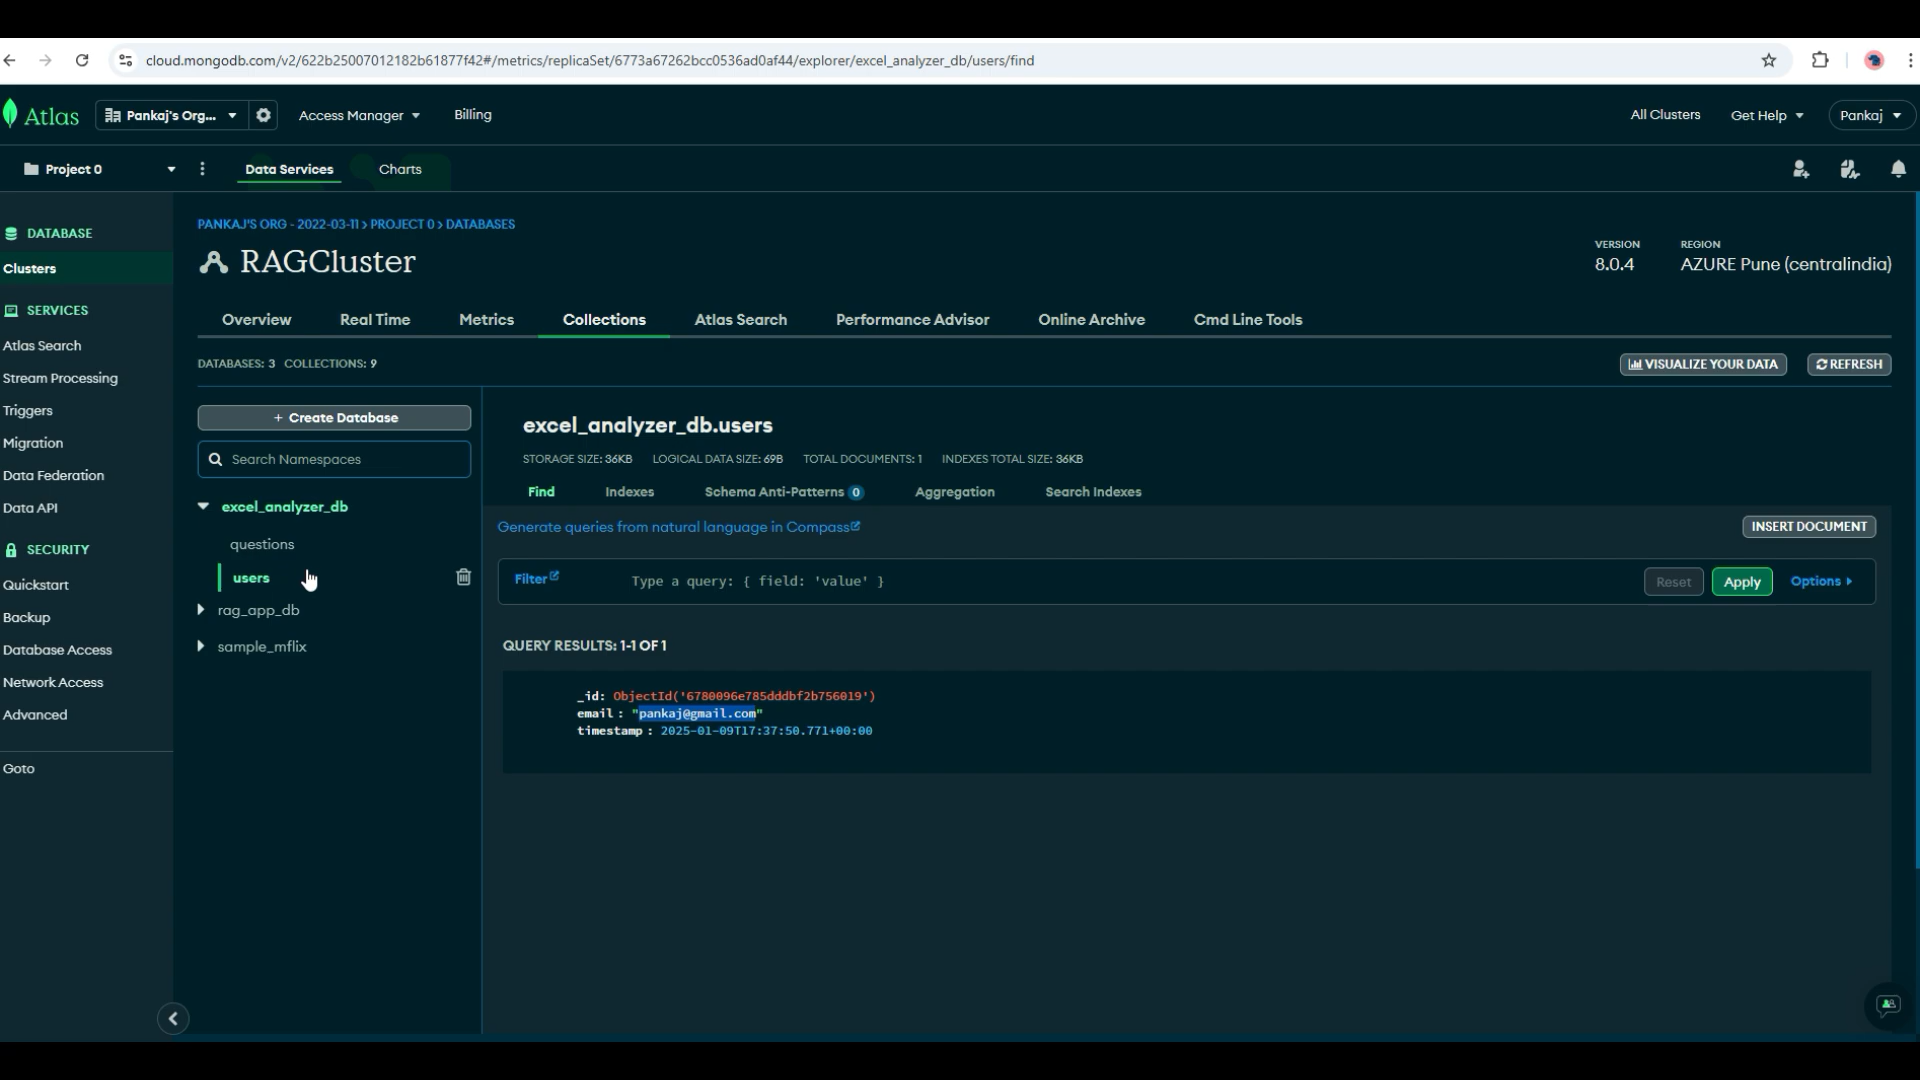 cloud.mongodb.com/v2/622b25007012182b61877f42#/metrics/replicaSet/6773a67262bcc0536ad0af44/explorer/excel_analyzer_db/users/find
Atlas Pankaj's Org... Access Manager Billing All Clusters Get Help Pankaj
Project 0 Data Services Charts
PANKAJ'S ORG - 2022-03-11 > PROJECT 0 > DATABASES
DATABASE
Clusters
SERVICES
Atlas Search
Stream Processing
Triggers
Migration
Data Federation
Data API
SECURITY
Quickstart
Backup
Database Access
Network Access
Advanced
Goto
RAGCluster
VERSION REGION
8.0.4 AZURE Pune (centralindia)
Overview Real Time Metrics Collections Atlas Search Performance Advisor Online Archive Cmd Line Tools
DATABASES: 3 COLLECTIONS: 9 VISUALIZE YOUR DATA REFRESH
+ Create Database
Search Namespaces
excel_analyzer_db
questions
users
rag_app_db
sample_mflix
excel_analyzer_db.users
STORAGE SIZE: 36KB LOGICAL DATA SIZE: 69B TOTAL DOCUMENTS: 1 INDEXES TOTAL SIZE: 36KB
Find Indexes Schema Anti-Patterns 0 Aggregation Search Indexes
Generate queries from natural language in Compass INSERT DOCUMENT
Filter Type a query: { field: 'value' } Reset Apply Options
QUERY RESULTS: 1-1 OF 1
_id: ObjectId('6780096e785dddbf2b756019')
email : "pankaj@gmail.com"
timestamp : 2025-01-09T17:37:50.771+00:00